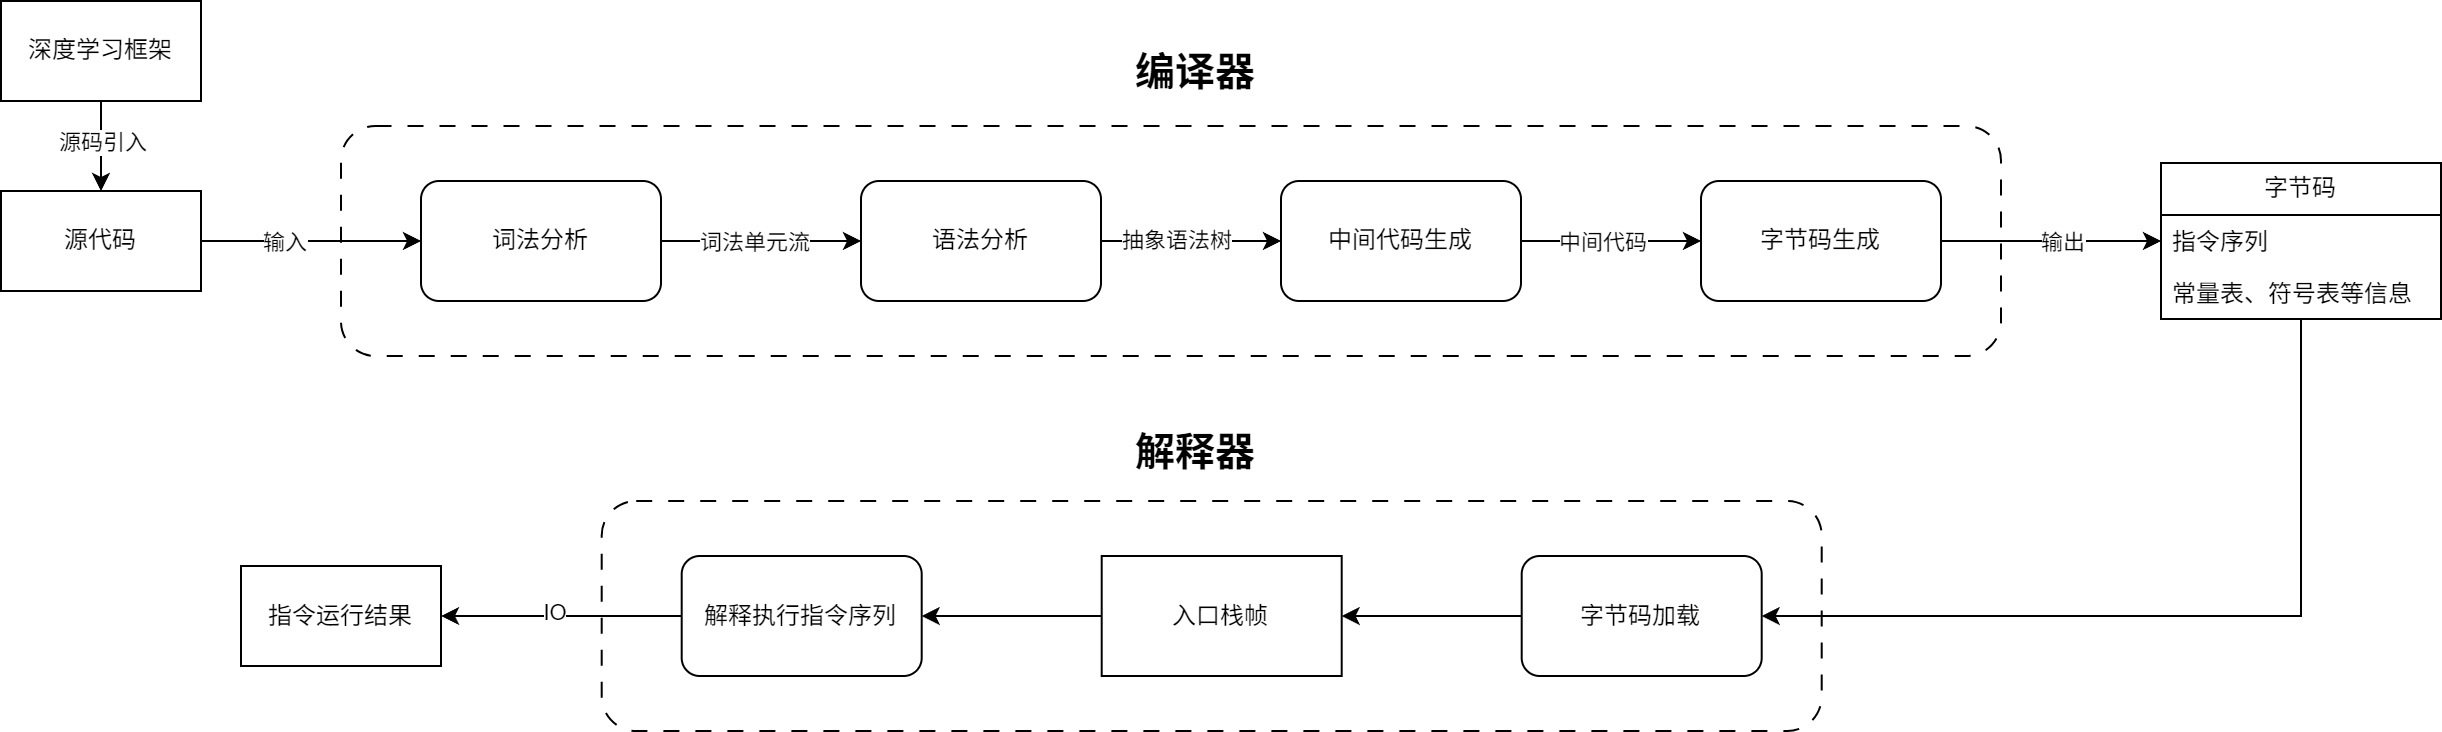 深度学习框架
源码引入
源代码
输入
编译器
词法分析
词法单元流
语法分析
抽象语法树
中间代码生成
中间代码
字节码生成
输出
字节码
指令序列
常量表、符号表等信息
解释器
字节码加载
入口栈帧
解释执行指令序列
IO
指令运行结果